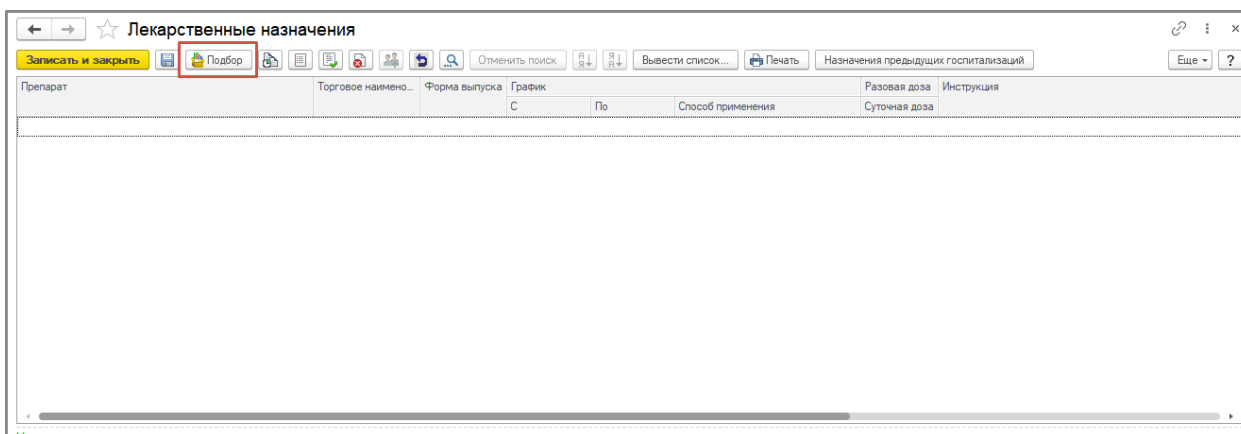 Лекарственные назначения
Записать и закрыть Подбор Отменить поиск Вывести список... Печать Назначения предыдущих госпитализаций Еще ?
Препарат Торговое наимено... Форма выпуска График Разовая доза Инструкция
С По Способ применения Суточная доза